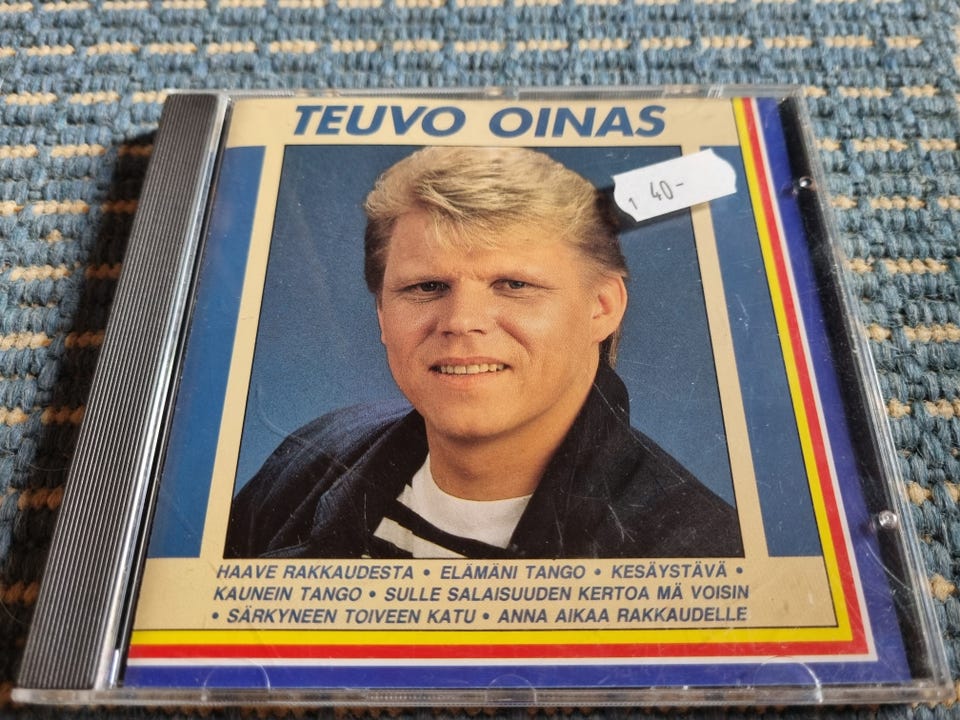 TEUVO OINAS
1 40-
HAAVE RAKKAUDESTA • ELÄMÄNI TANGO • KESÄYSTÄVÄ •
KAUNEIN TANGO • SULLE SALAISUUDEN KERTOA MÄ VOISIN
• SÄRKYNEEN TOIVEEN KATU • ANNA AIKAA RAKKAUDELLE